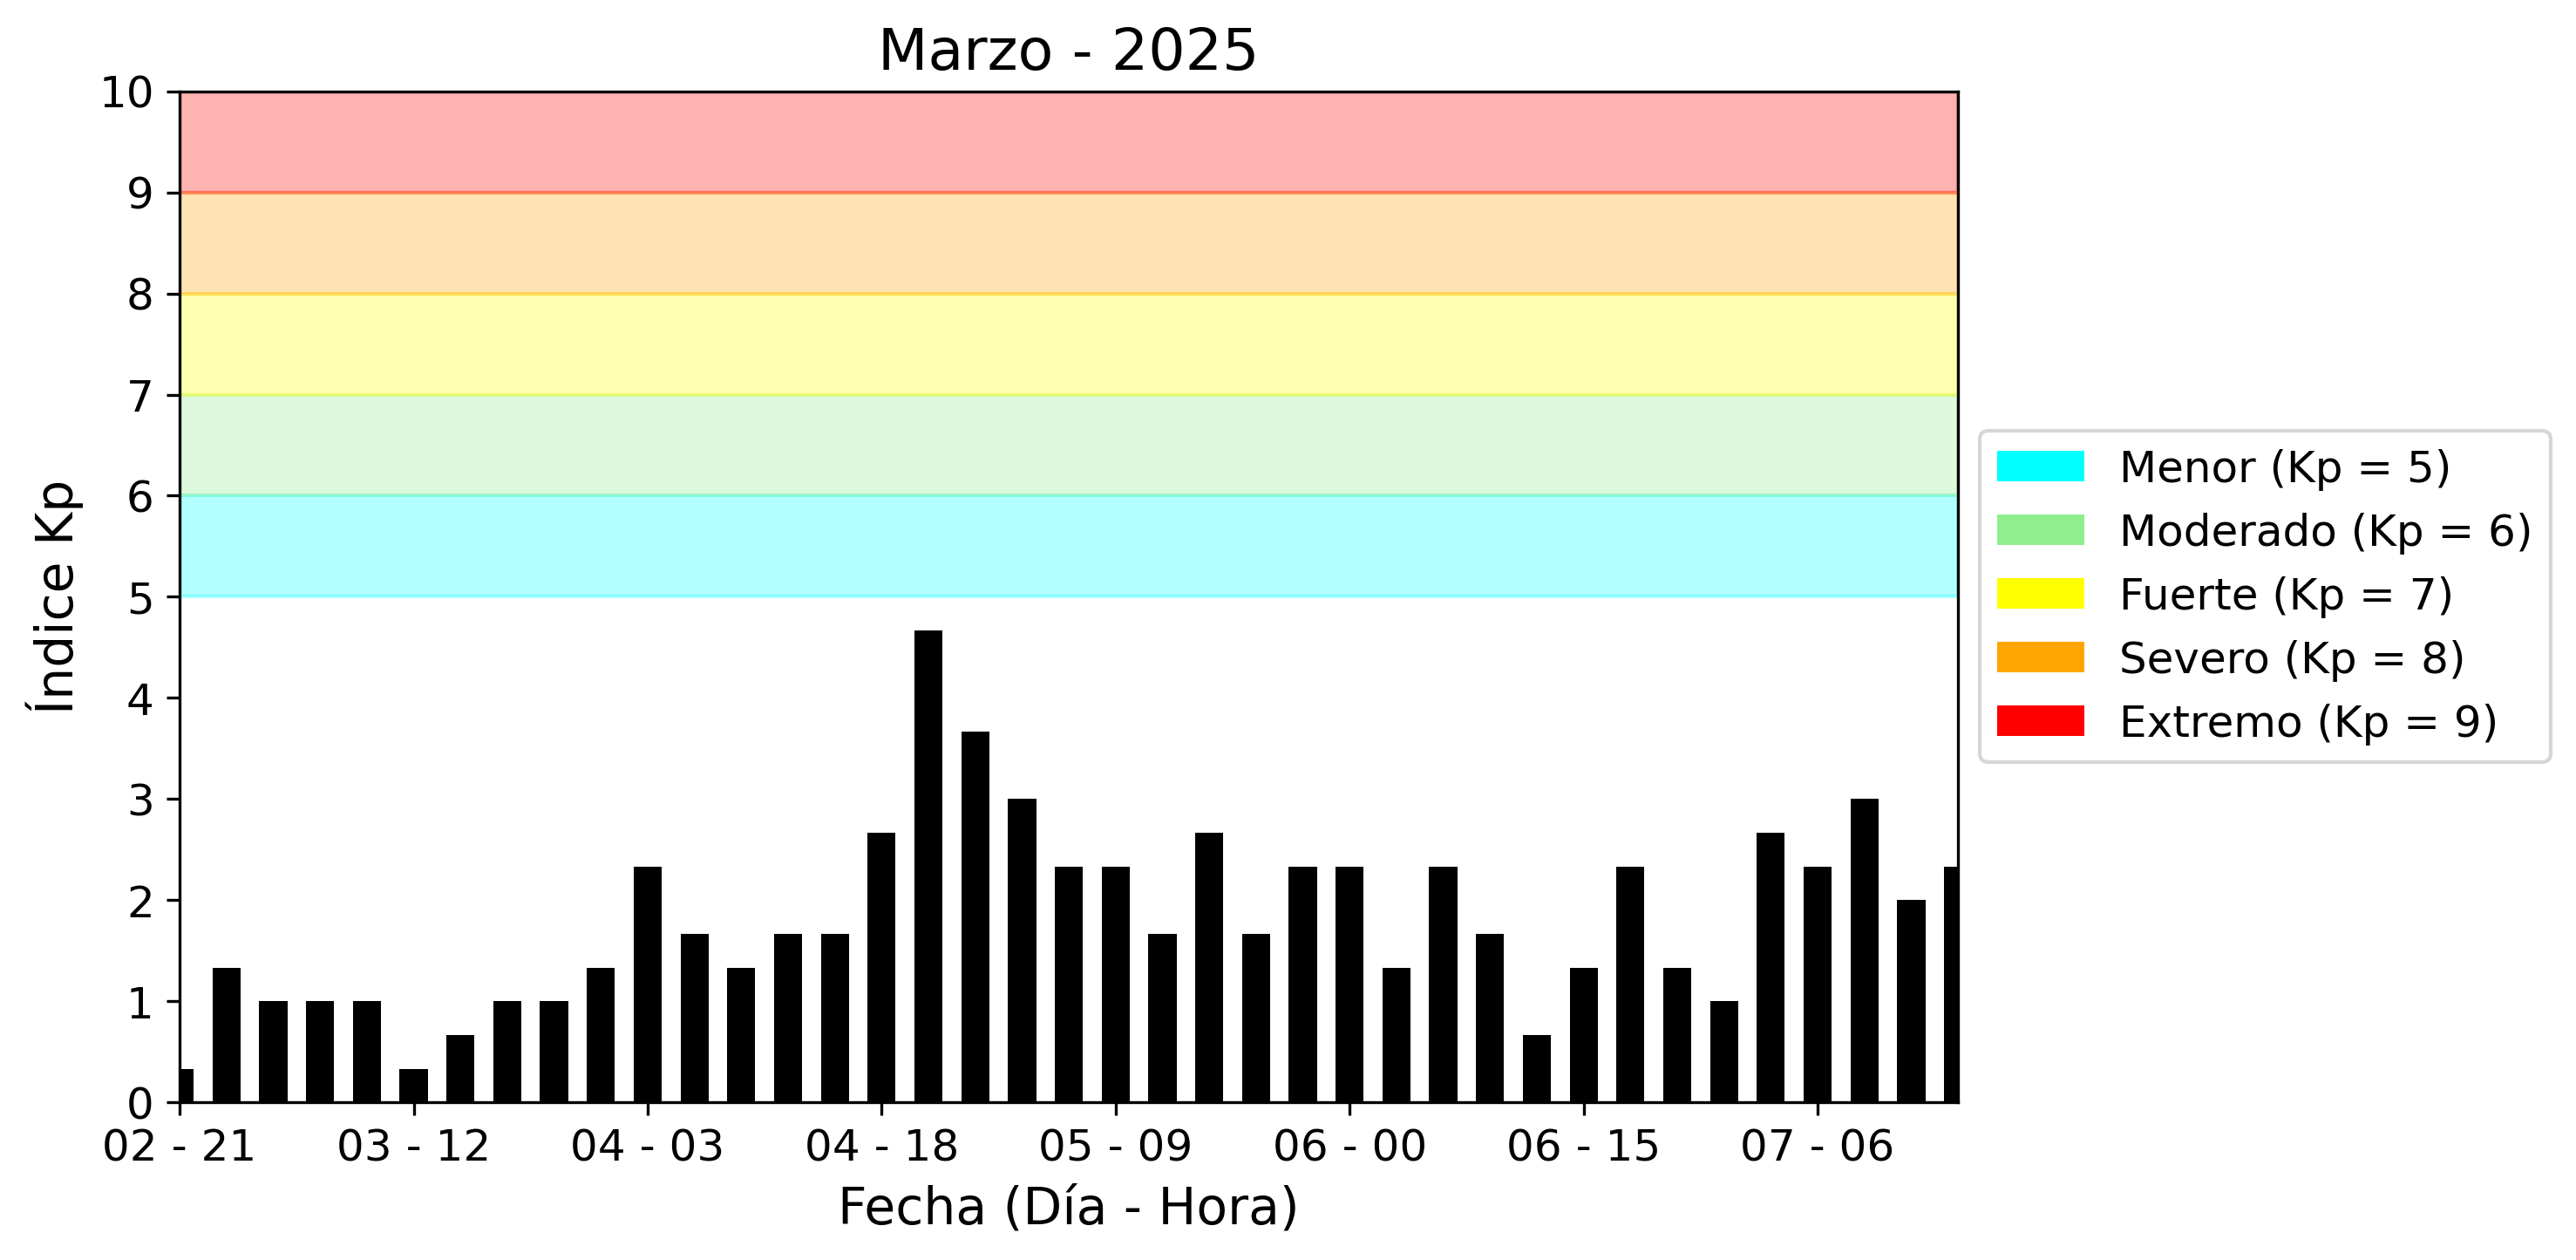 Marzo - 2025
10
9
8
7
6
5
4
3
2
1
0
Índice Kp
02 - 21
03 - 12
04 - 03
04 - 18
05 - 09
06 - 00
06 - 15
07 - 06
Fecha (Día - Hora)
Menor (Kp = 5)
Moderado (Kp = 6)
Fuerte (Kp = 7)
Severo (Kp = 8)
Extremo (Kp = 9)